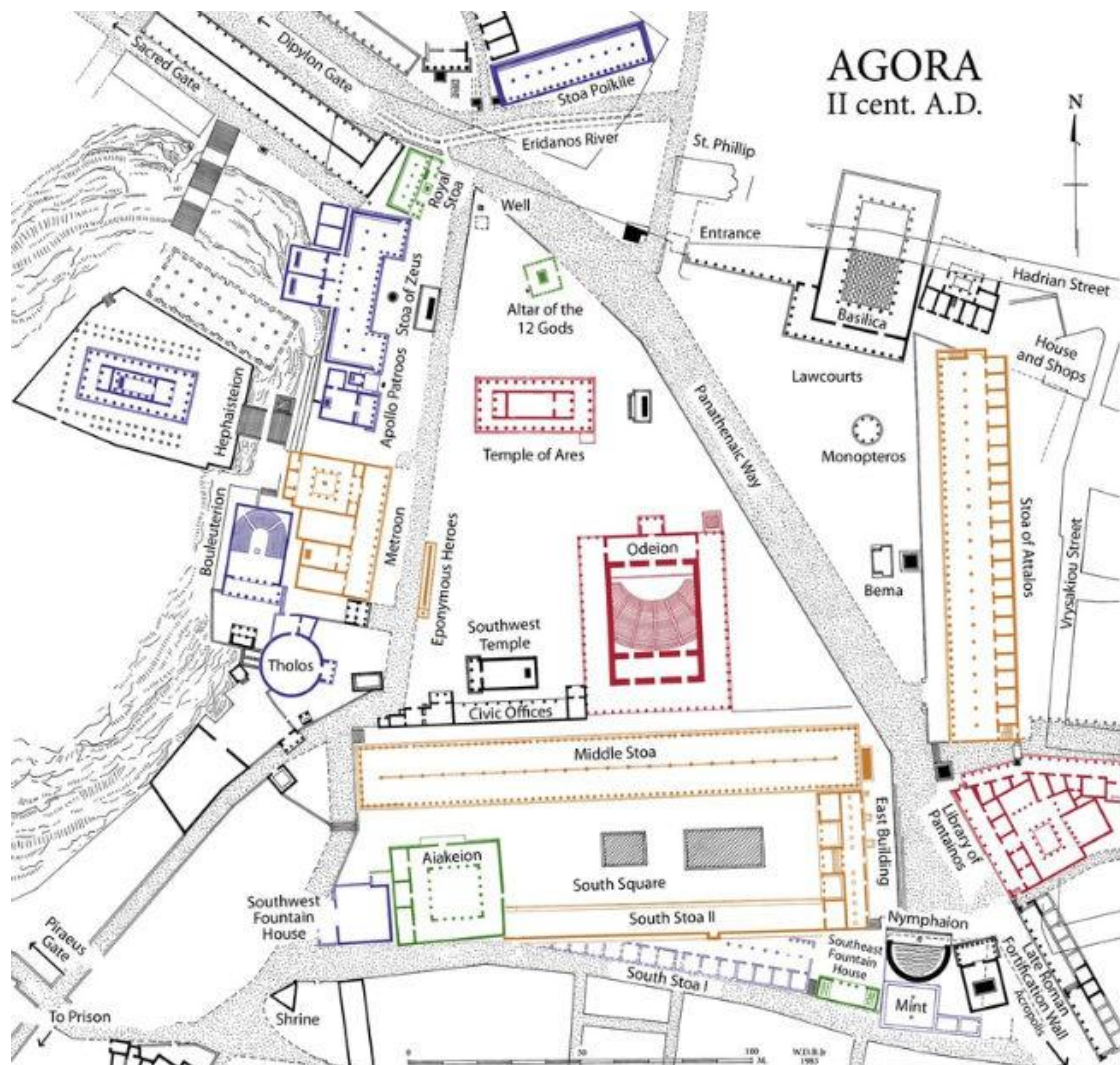 AGORA
II cent. A.D.
N
Sacred Gate
Dipylon Gate
Stoa Poikile
Eridanos River
St. Phillip
Royal
Stoa
Well
Entrance
Hadrian Street
Altar of the
12 Gods
Stoa of Zeus
Basilica
House
and Shops
Lawcourts
Hephaisteion
Apollo Patroos
Temple of Ares
Panathenaic Way
Monopteros
Bouleuterion
Metroon
Eponymous Heroes
Odeion
Stoa of Attalos
Vrysakiou Street
Bema
Southwest
Temple
Tholos
Civic Offices
Middle Stoa
East Building
Library of
Pantainos
Aiakeion
South Square
Southwest
Fountain
House
South Stoa II
Nymphaion
Piraeus
Gate
South Stoa I
Southeast
Fountain
House
Mint
Late Roman
Fortification Wall
Acropolis
To Prison
Shrine
0
50
100
M.
W.D.B.Jr
1983